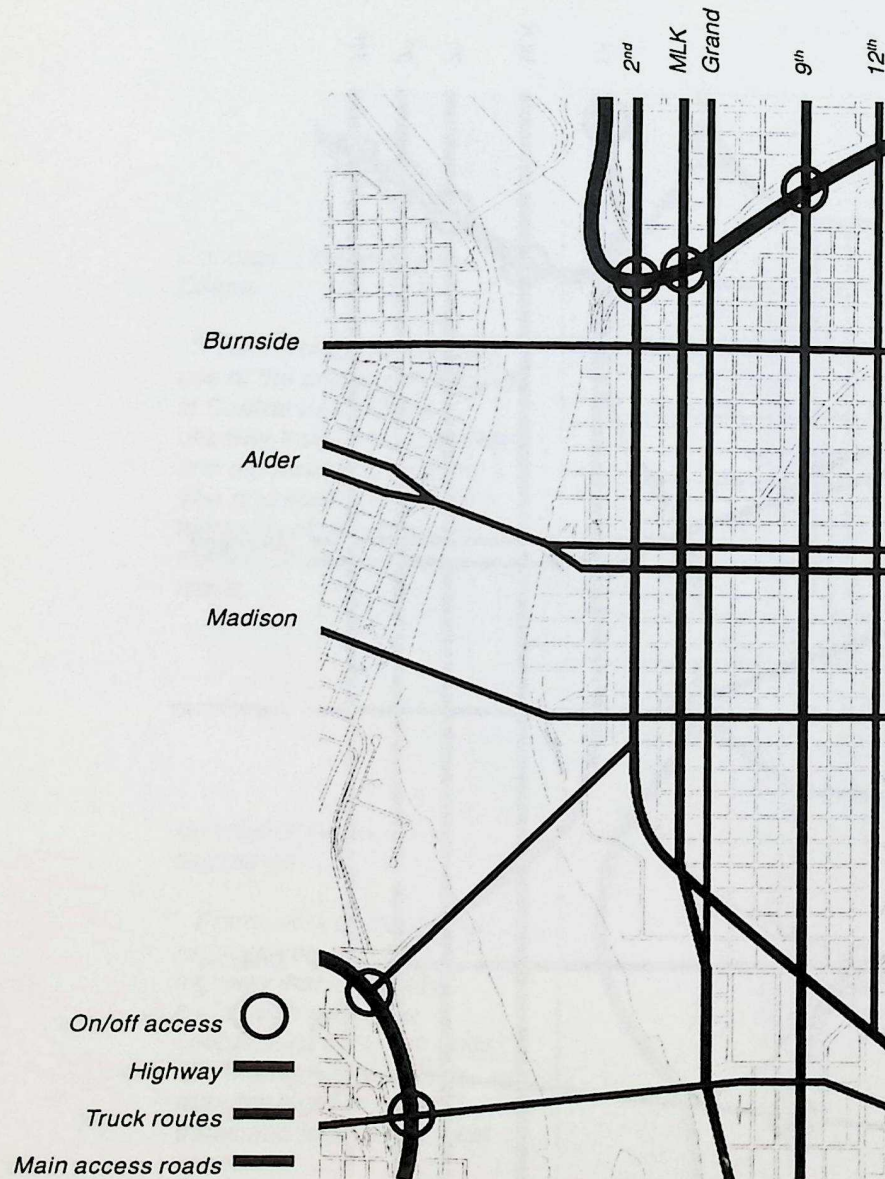 2nd
MLK
Grand
9th
12th
Burnside
Alder
Madison
On/off access
Highway
Truck routes
Main access roads